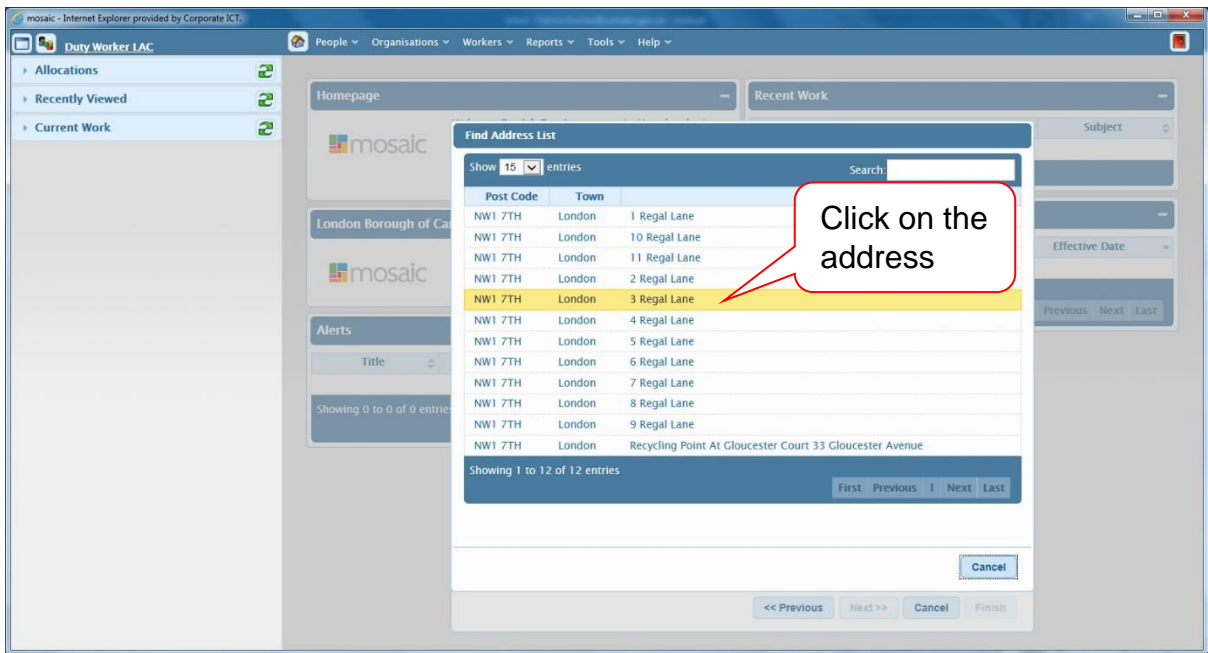 mosaic - Internet Explorer provided by Corporate ICT.
Duty Worker LAC
People Organisations Workers Reports Tools Help
Allocations
Recently Viewed
Current Work
Homepage
Recent Work
mosaic
Subject
London Borough of Ca
mosaic
Effective Date
Previous Next Last
Alerts
Title
Showing 0 to 0 of 0 entries
Find Address List
Show 15 entries
Search:
Post Code Town
NW1 7TH London 1 Regal Lane
NW1 7TH London 10 Regal Lane
NW1 7TH London 11 Regal Lane
NW1 7TH London 2 Regal Lane
NW1 7TH London 3 Regal Lane
NW1 7TH London 4 Regal Lane
NW1 7TH London 5 Regal Lane
NW1 7TH London 6 Regal Lane
NW1 7TH London 7 Regal Lane
NW1 7TH London 8 Regal Lane
NW1 7TH London 9 Regal Lane
NW1 7TH London Recycling Point At Gloucester Court 33 Gloucester Avenue
Showing 1 to 12 of 12 entries
First Previous 1 Next Last
Cancel
<< Previous Next >> Cancel Finish
Click on the
address